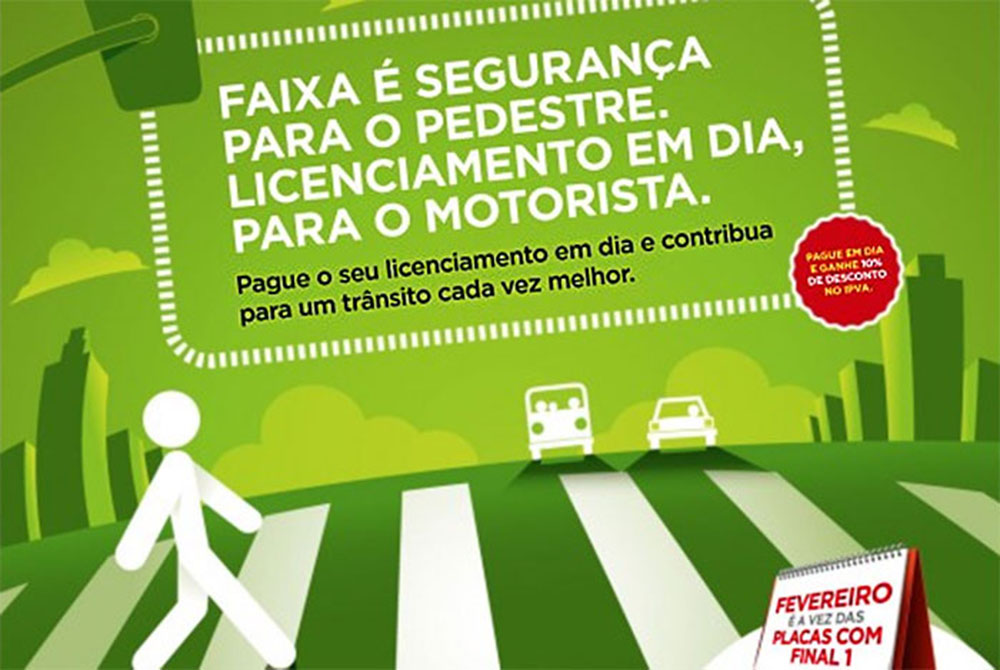 FAIXA É SEGURANÇA
PARA O PEDESTRE.
LICENCIAMENTO EM DIA,
PARA O MOTORISTA.
Pague o seu licenciamento em dia e contribua
para um trânsito cada vez melhor.
PAGUE EM DIA
E GANHE 10%
DE DESCONTO
NO IPVA.
FEVEREIRO
É A VEZ DAS
PLACAS COM
FINAL 1